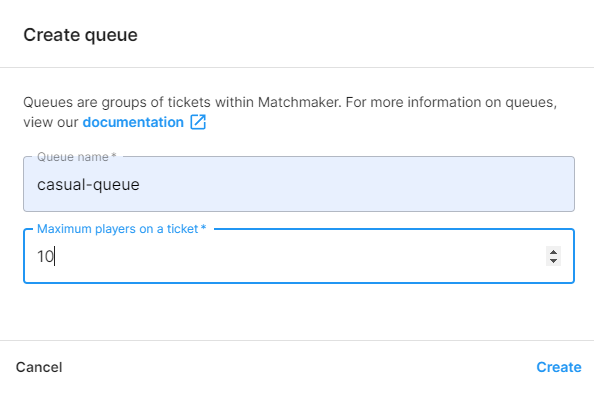 Create queue
Queues are groups of tickets within Matchmaker. For more information on queues,
view our documentation
Queue name *
casual-queue
Maximum players on a ticket *
10
Cancel
Create